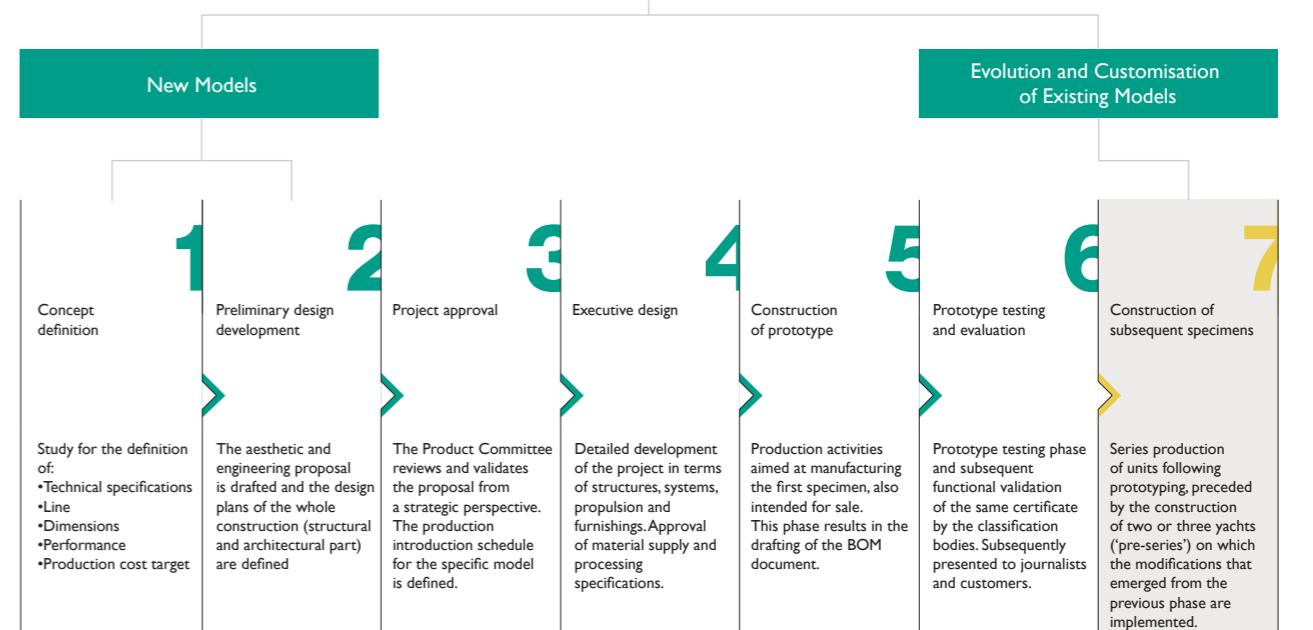 New Models
Evolution and Customisation
of Existing Models
1
Concept
definition
Study for the definition
of:
•Technical specifications
•Line
•Dimensions
•Performance
•Production cost target
2
Preliminary design
development
The aesthetic and
engineering proposal
is drafted and the design
plans of the whole
construction (structural
and architectural part)
are defined
3
Project approval
The Product Committee
reviews and validates
the proposal from
a strategic perspective.
The production
introduction schedule
for the specific model
is defined.
4
Executive design
Detailed development
of the project in terms
of structures, systems,
propulsion and
furnishings. Approval
of material supply and
processing
specifications.
5
Construction
of prototype
Production activities
aimed at manufacturing
the first specimen, also
intended for sale.
This phase results in the
drafting of the BOM
document.
6
Prototype testing
and evaluation
Prototype testing phase
and subsequent
functional validation
of the same certificate
by the classification
bodies. Subsequently
presented to journalists
and customers.
7
Construction of
subsequent specimens
Series production
of units following
prototyping, preceded
by the construction
of two or three yachts
(‘pre-series’) on which
the modifications that
emerged from the
previous phase are
implemented.